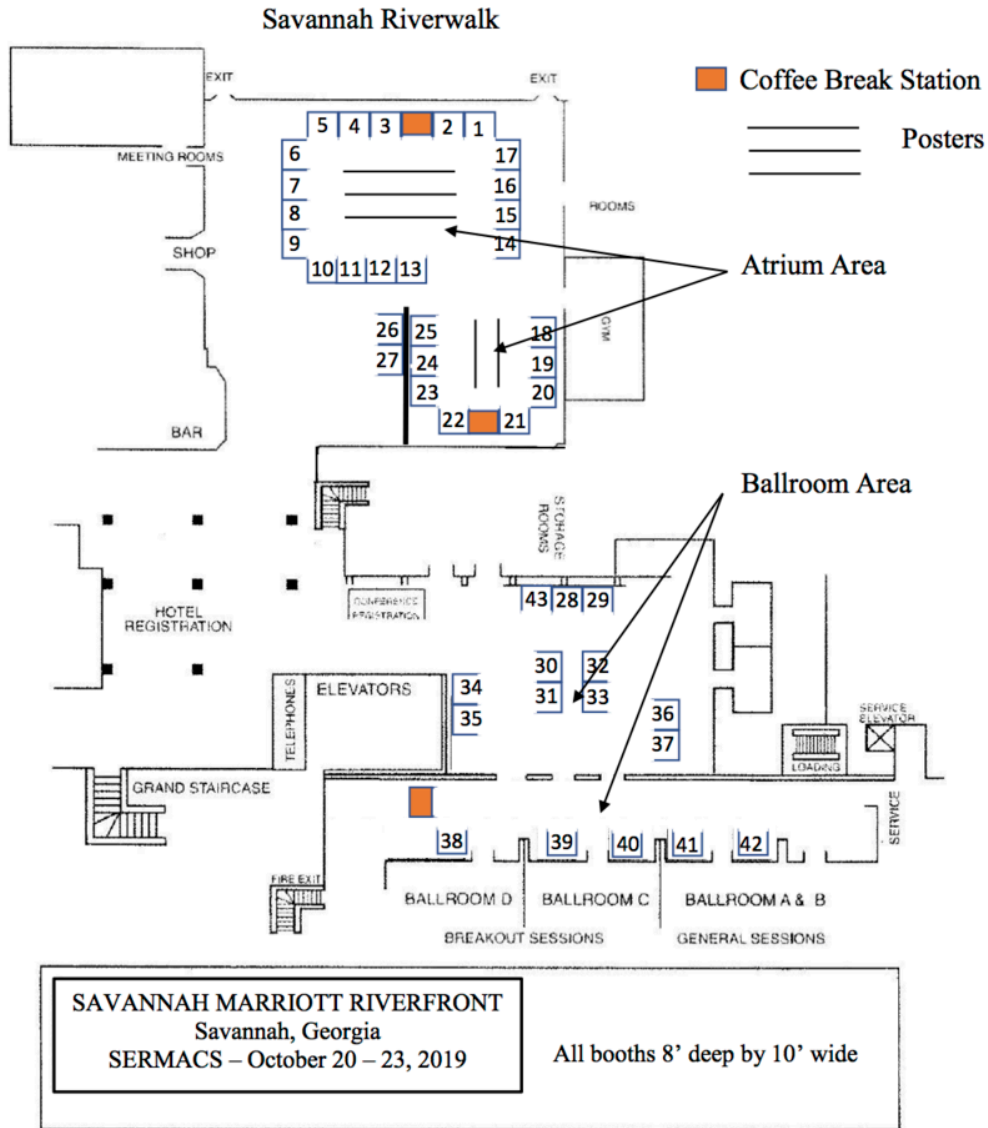 Savannah Riverwalk
EXIT
EXIT
Coffee Break Station
Posters
5 4 3 2 1
MEETING ROOMS
6
17
7
16
8
15
ROOMS
9
14
SHOP
10 11 12 13
Atrium Area
26 25
18
GYM
27 24
19
23
20
22
21
BAR
Ballroom Area
STORAGE
ROOMS
HOTEL
REGISTRATION
CONFERENCE
REGISTRATION
43 28 29
30 32
31 33
TELEPHONES
ELEVATORS
34
35
36
37
SERVICE
ELEVATOR
LOADING
GRAND STAIRCASE
SERVICE
38 39 40 41 42
FIRE EXIT
BALLROOM D
BALLROOM C
BALLROOM A & B
BREAKOUT SESSIONS
GENERAL SESSIONS
SAVANNAH MARRIOTT RIVERFRONT
Savannah, Georgia
SERMACS – October 20 – 23, 2019
All booths 8’ deep by 10’ wide